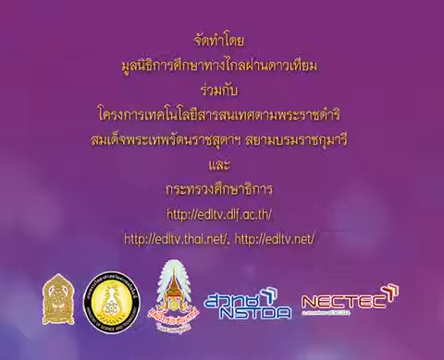 จัดทำโดย
มูลนิธิการศึกษาทางไกลผ่านดาวเทียม
ร่วมกับ
โครงการเทคโนโลยีสารสนเทศตามพระราชดำริ
สมเด็จพระเทพรัตนราชสุดาฯ สยามบรมราชกุมารี
และ
กระทรวงศึกษาธิการ
http://edltv.dlf.ac.th/
http://edltv.thai.net/, http://edltv.net/
สวทช
NSTDA
NECTEC